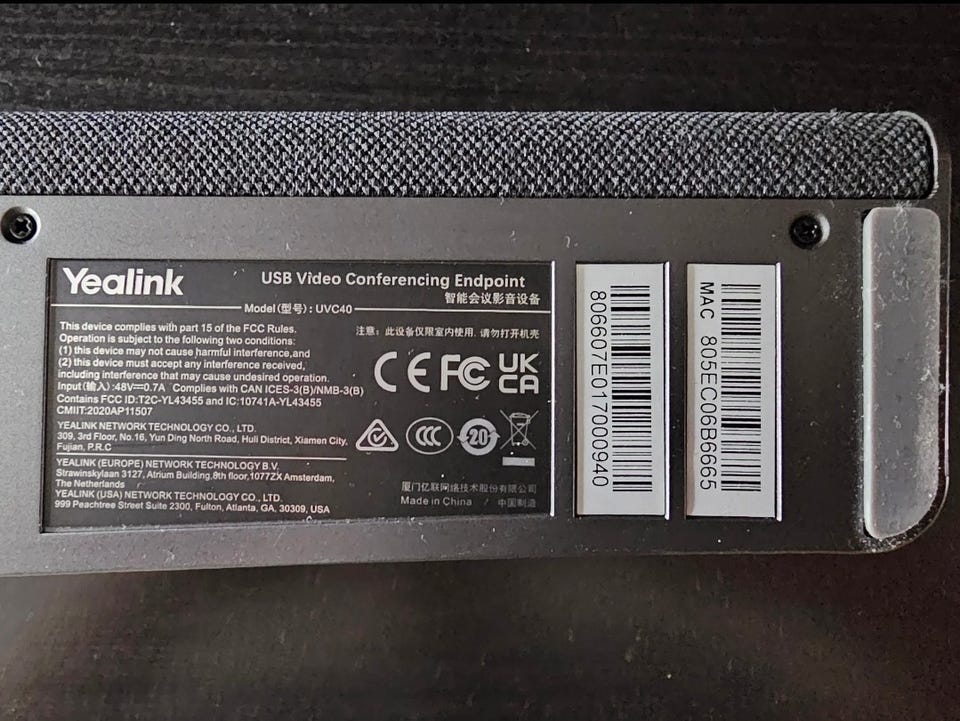 Yealink
USB Video Conferencing Endpoint
智能会议影音设备
Model(型号): UVC40
This device complies with part 15 of the FCC Rules.
Operation is subject to the following two conditions:
(1) this device may not cause harmful interference,and
(2) this device must accept any interference received,
including interference that may cause undesired operation.
Input(输入):48V⎓0.7A Complies with CAN ICES-3(B)/NMB-3(B)
Contains FCC ID:T2C-YL43455 and IC:10741A-YL43455
CMIIT:2020AP11507
YEALINK NETWORK TECHNOLOGY CO., LTD.
309, 3rd Floor, No.16, Yun Ding North Road, Huli District, Xiamen City,
Fujian, P.R.C
YEALINK (EUROPE) NETWORK TECHNOLOGY B.V.
Strawinskylaan 3127, Atrium Building,8th floor,1077ZX Amsterdam,
The Netherlands
YEALINK (USA) NETWORK TECHNOLOGY CO., LTD.
999 Peachtree Street Suite 2300, Fulton, Atlanta, GA, 30309, USA
注意: 此设备仅限室内使用, 请勿打开机壳
CE FC UK
CA
CCC 20
厦门亿联网络技术股份有限公司
Made in China 中国制造
806607E017000940
MAC 805EC06B6665